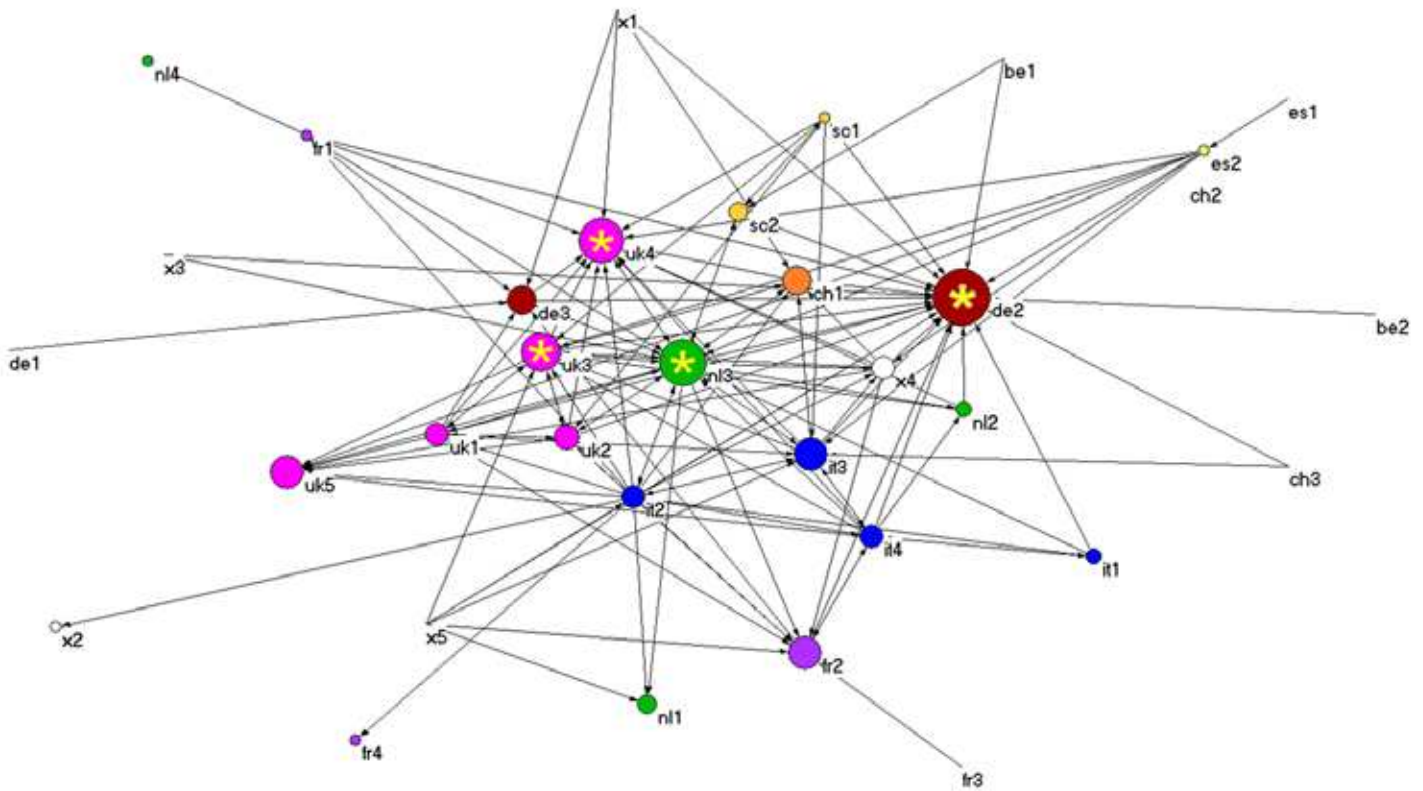 x1
be1
nl4
es1
sc1
fr1
es2
ch2
sc2
uk4
x3
ch1
de2
de3
be2
de1
uk3
nl3
x4
nl2
uk1
uk2
it3
uk5
ch3
it2
it4
it1
x2
x5
fr2
nl1
fr4
fr3